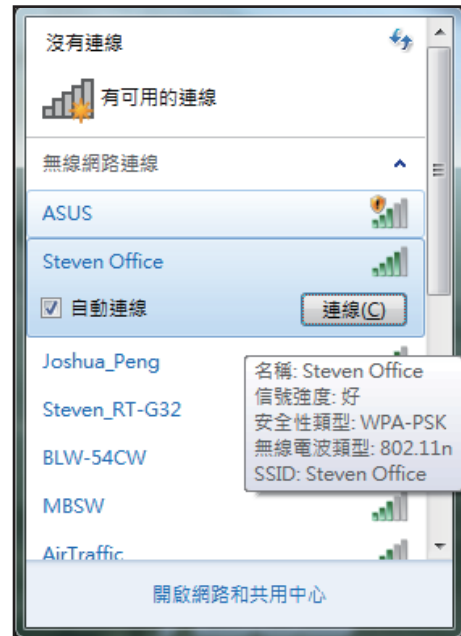 沒有連線
有可用的連線
無線網路連線
ASUS
Steven Office
自動連線
連線(C)
Joshua_Peng
Steven_RT-G32
BLW-54CW
MBSW
AirTraffic
名稱: Steven Office
信號強度: 好
安全性類型: WPA-PSK
無線電波類型: 802.11n
SSID: Steven Office
開啟網路和共用中心